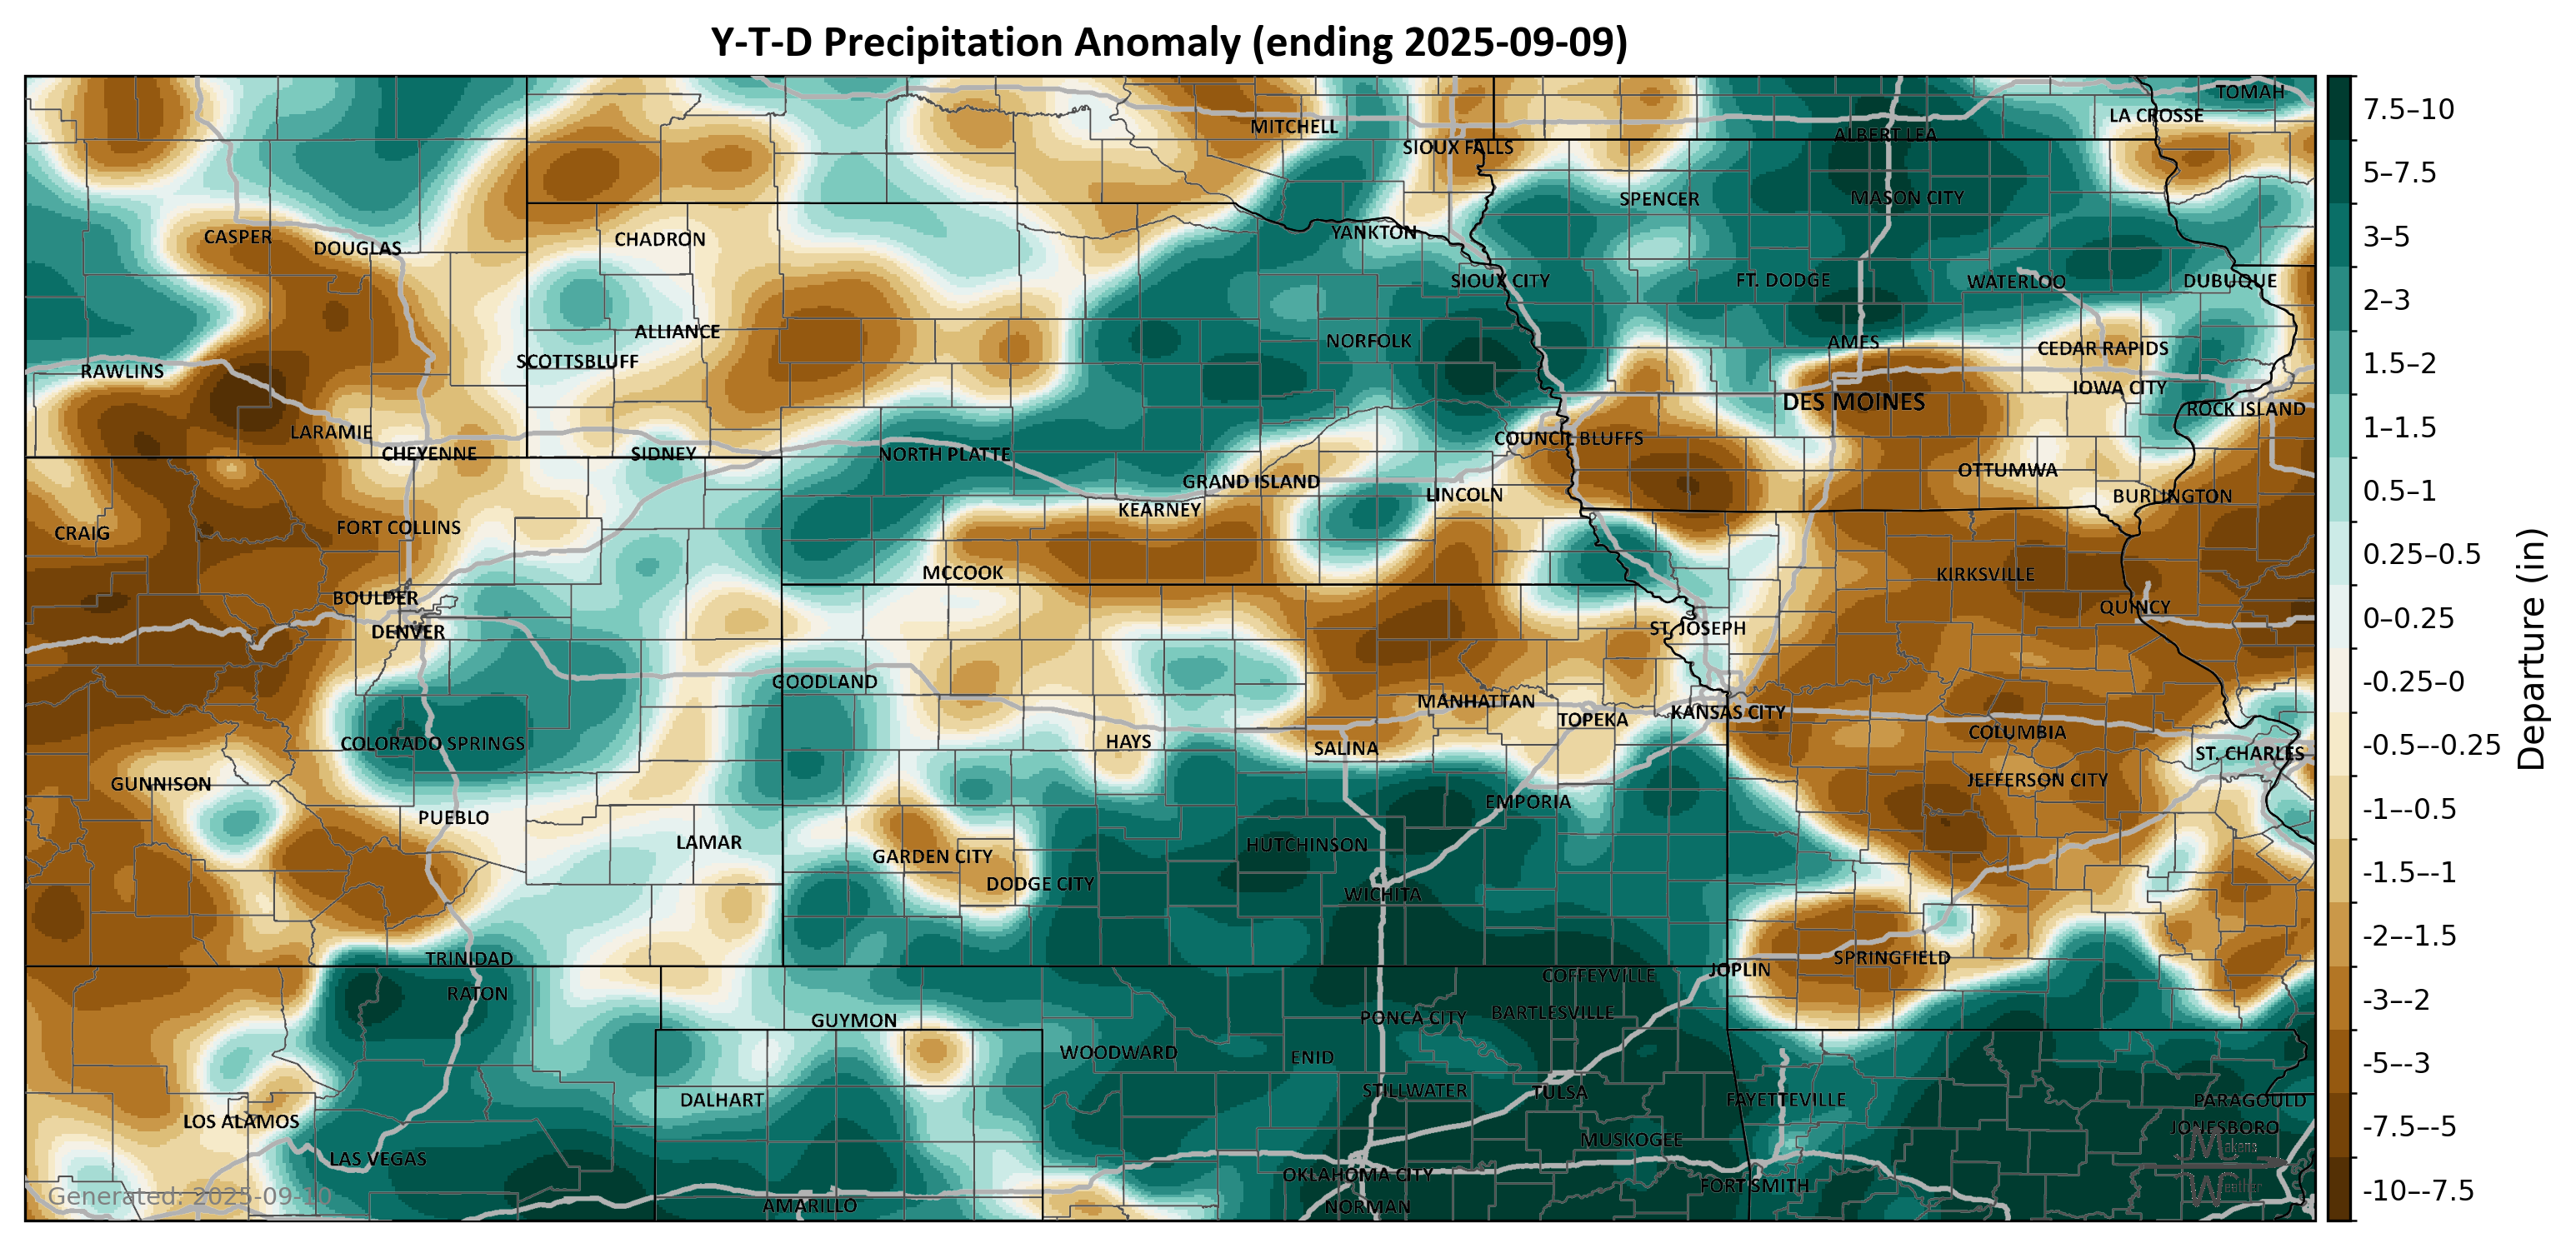 Y-T-D Precipitation Anomaly (ending 2025-09-09)
TOMAH
LA CROSSE
MITCHELL
ALBERT LEA
SIOUX FALLS
SPENCER
MASON CITY
CASPER
DOUGLAS
CHADRON
YANKTON
SIOUX CITY
FT. DODGE
WATERLOO
DUBUQUE
ALLIANCE
NORFOLK
AMES
CEDAR RAPIDS
SCOTTSBLUFF
RAWLINS
IOWA CITY
DES MOINES
ROCK ISLAND
LARAMIE
COUNCIL BLUFFS
CHEYENNE
SIDNEY
NORTH PLATTE
OTTUMWA
GRAND ISLAND
LINCOLN
BURLINGTON
KEARNEY
CRAIG
FORT COLLINS
MCCOOK
KIRKSVILLE
BOULDER
QUINCY
DENVER
ST. JOSEPH
GOODLAND
MANHATTAN
KANSAS CITY
TOPEKA
COLUMBIA
COLORADO SPRINGS
HAYS
SALINA
ST. CHARLES
GUNNISON
JEFFERSON CITY
EMPORIA
PUEBLO
LAMAR
HUTCHINSON
GARDEN CITY
DODGE CITY
WICHITA
TRINIDAD
SPRINGFIELD
JOPLIN
COFFEYVILLE
RATON
BARTLESVILLE
PONCA CITY
GUYMON
WOODWARD
ENID
STILLWATER
TULSA
DALHART
FAYETTEVILLE
PARAGOULD
LOS ALAMOS
JONESBORO
MUSKOGEE
LAS VEGAS
OKLAHOMA CITY
FORT SMITH
AMARILLO
NORMAN
Generated: 2025-09-10
Makens
Weather
7.5–10
5–7.5
3–5
2–3
1.5–2
1–1.5
0.5–1
0.25–0.5
0–0.25
-0.25–0
-0.5–-0.25
-1–-0.5
-1.5–-1
-2–-1.5
-3–-2
-5–-3
-7.5–-5
-10–-7.5
Departure (in)